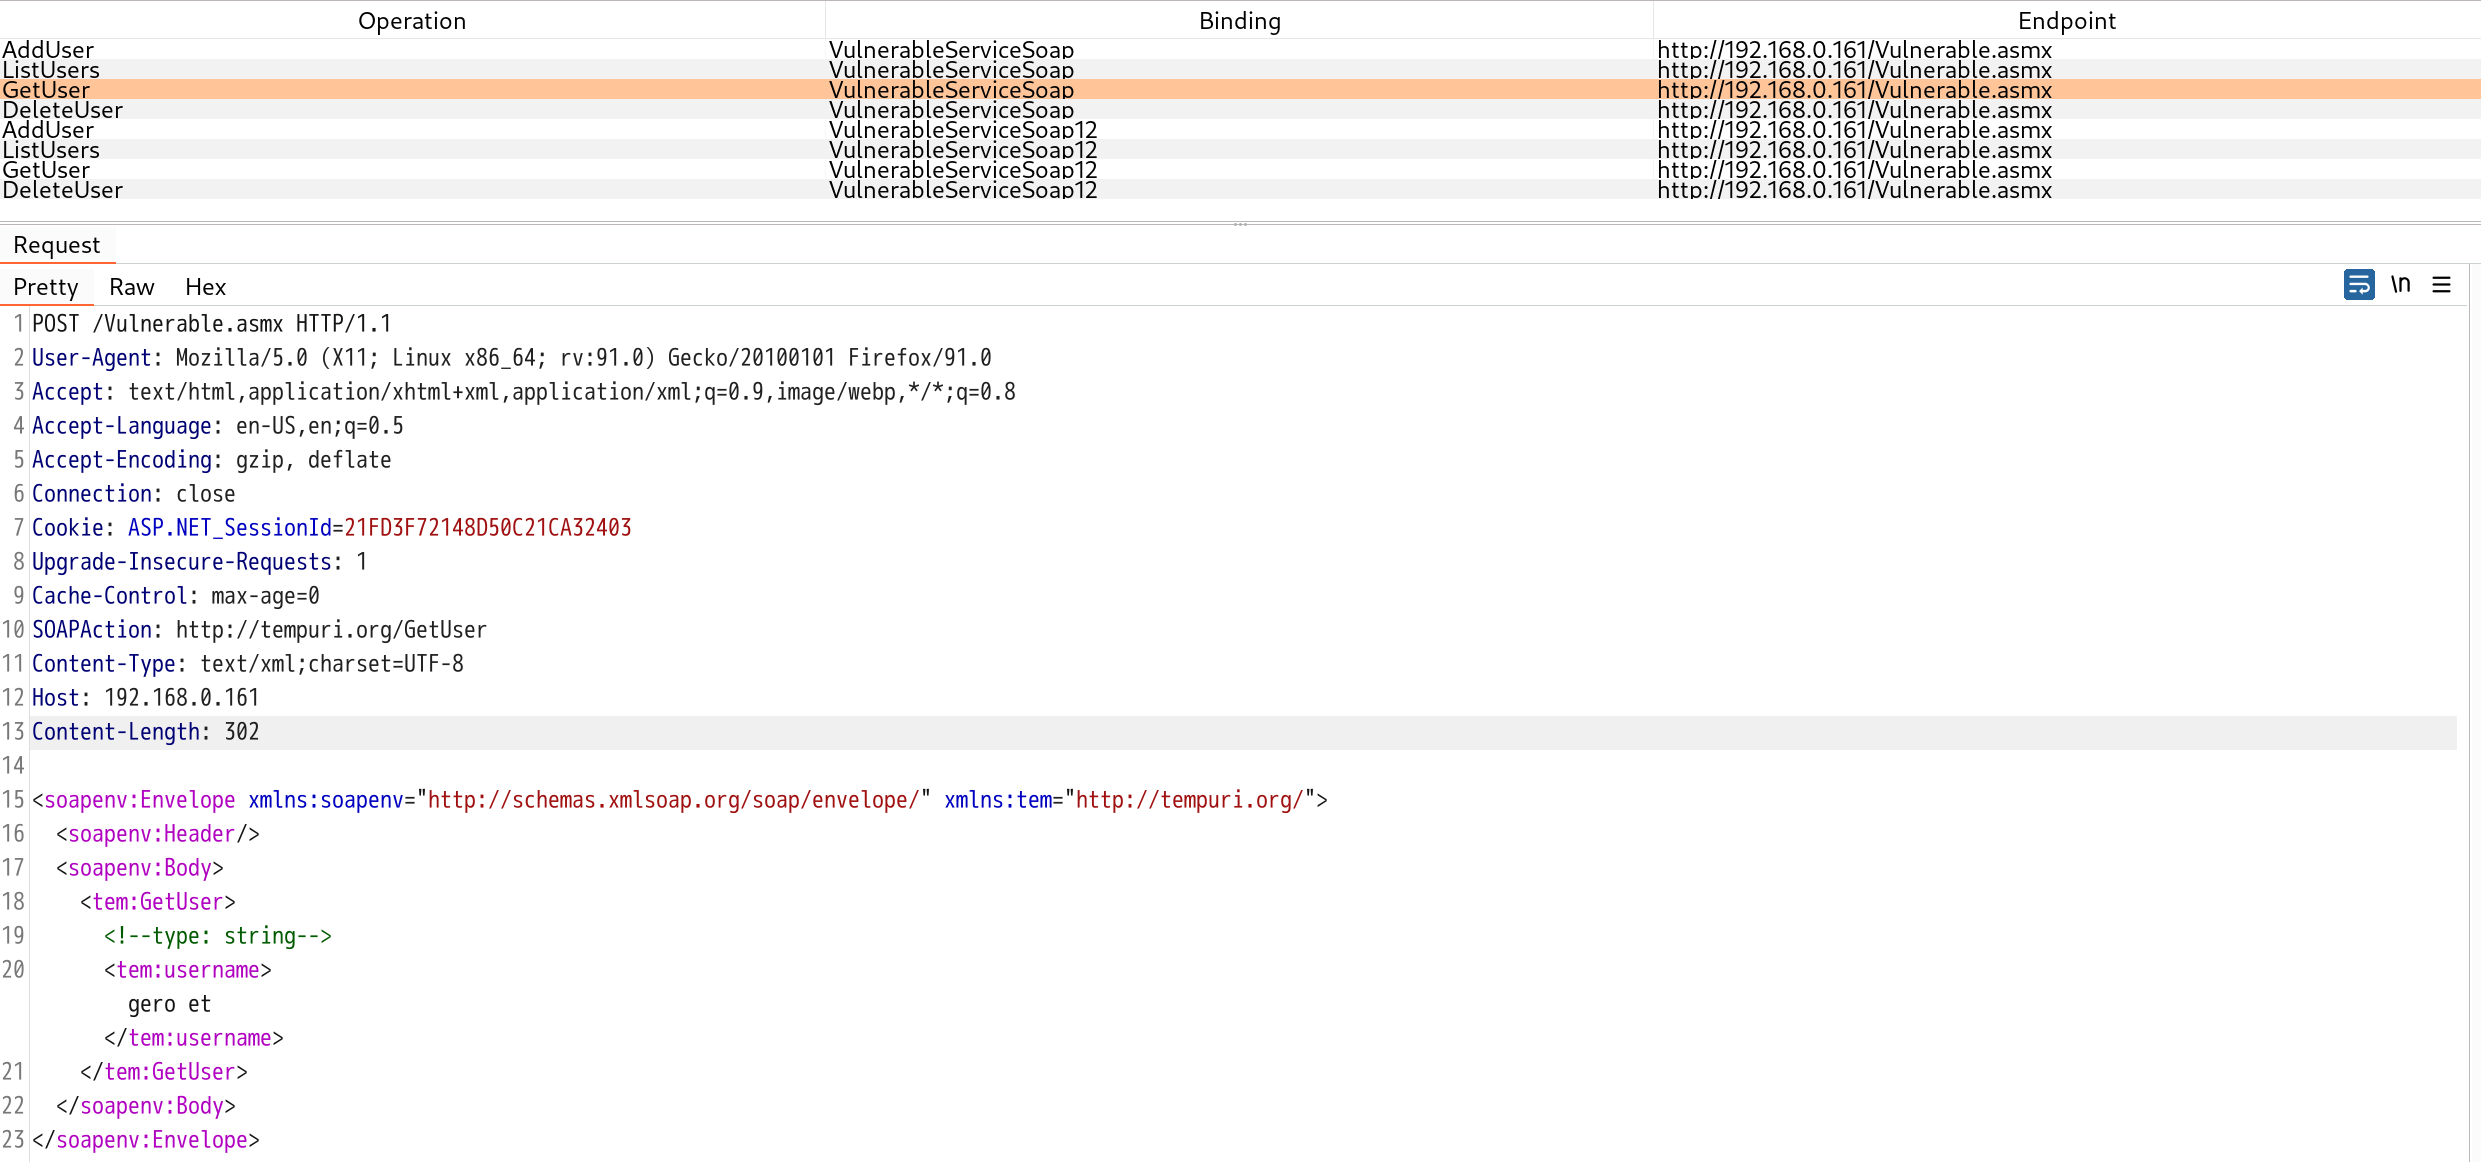 Operation Binding Endpoint
AddUser VulnerableServiceSoap http://192.168.0.161/Vulnerable.asmx
ListUsers VulnerableServiceSoap http://192.168.0.161/Vulnerable.asmx
GetUser VulnerableServiceSoap http://192.168.0.161/Vulnerable.asmx
DeleteUser VulnerableServiceSoap http://192.168.0.161/Vulnerable.asmx
AddUser VulnerableServiceSoap12 http://192.168.0.161/Vulnerable.asmx
ListUsers VulnerableServiceSoap12 http://192.168.0.161/Vulnerable.asmx
GetUser VulnerableServiceSoap12 http://192.168.0.161/Vulnerable.asmx
DeleteUser VulnerableServiceSoap12 http://192.168.0.161/Vulnerable.asmx
Request
Pretty Raw Hex \n
1 POST /Vulnerable.asmx HTTP/1.1
2 User-Agent: Mozilla/5.0 (X11; Linux x86_64; rv:91.0) Gecko/20100101 Firefox/91.0
3 Accept: text/html,application/xhtml+xml,application/xml;q=0.9,image/webp,*/*;q=0.8
4 Accept-Language: en-US,en;q=0.5
5 Accept-Encoding: gzip, deflate
6 Connection: close
7 Cookie: ASP.NET_SessionId=21FD3F72148D50C21CA32403
8 Upgrade-Insecure-Requests: 1
9 Cache-Control: max-age=0
10 SOAPAction: http://tempuri.org/GetUser
11 Content-Type: text/xml;charset=UTF-8
12 Host: 192.168.0.161
13 Content-Length: 302
14
15 <soapenv:Envelope xmlns:soapenv="http://schemas.xmlsoap.org/soap/envelope/" xmlns:tem="http://tempuri.org/">
16 <soapenv:Header/>
17 <soapenv:Body>
18 <tem:GetUser>
19 <!--type: string-->
20 <tem:username>
gero et
</tem:username>
21 </tem:GetUser>
22 </soapenv:Body>
23 </soapenv:Envelope>